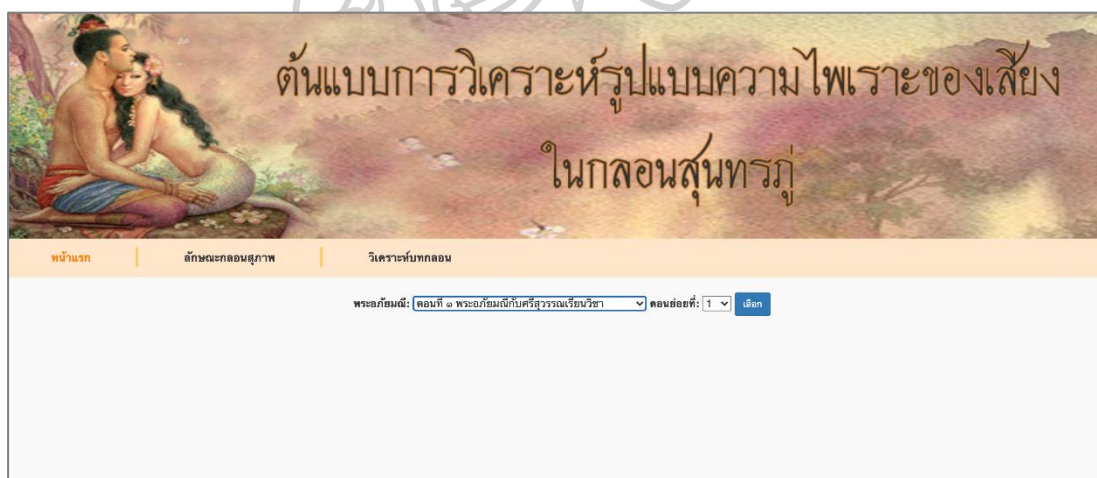 ต้นแบบการวิเคราะห์รูปแบบความไพเราะของเสียง
ในกลอนสุนทรภู่
หน้าแรก ลักษณะกลอนสุภาพ วิเคราะห์บทกลอน
พระอภัยมณี: ตอนที่ ๑ พระอภัยมณีกับศรีสุวรรณเรียนวิชา ตอนย่อยที่: 1 เลือก